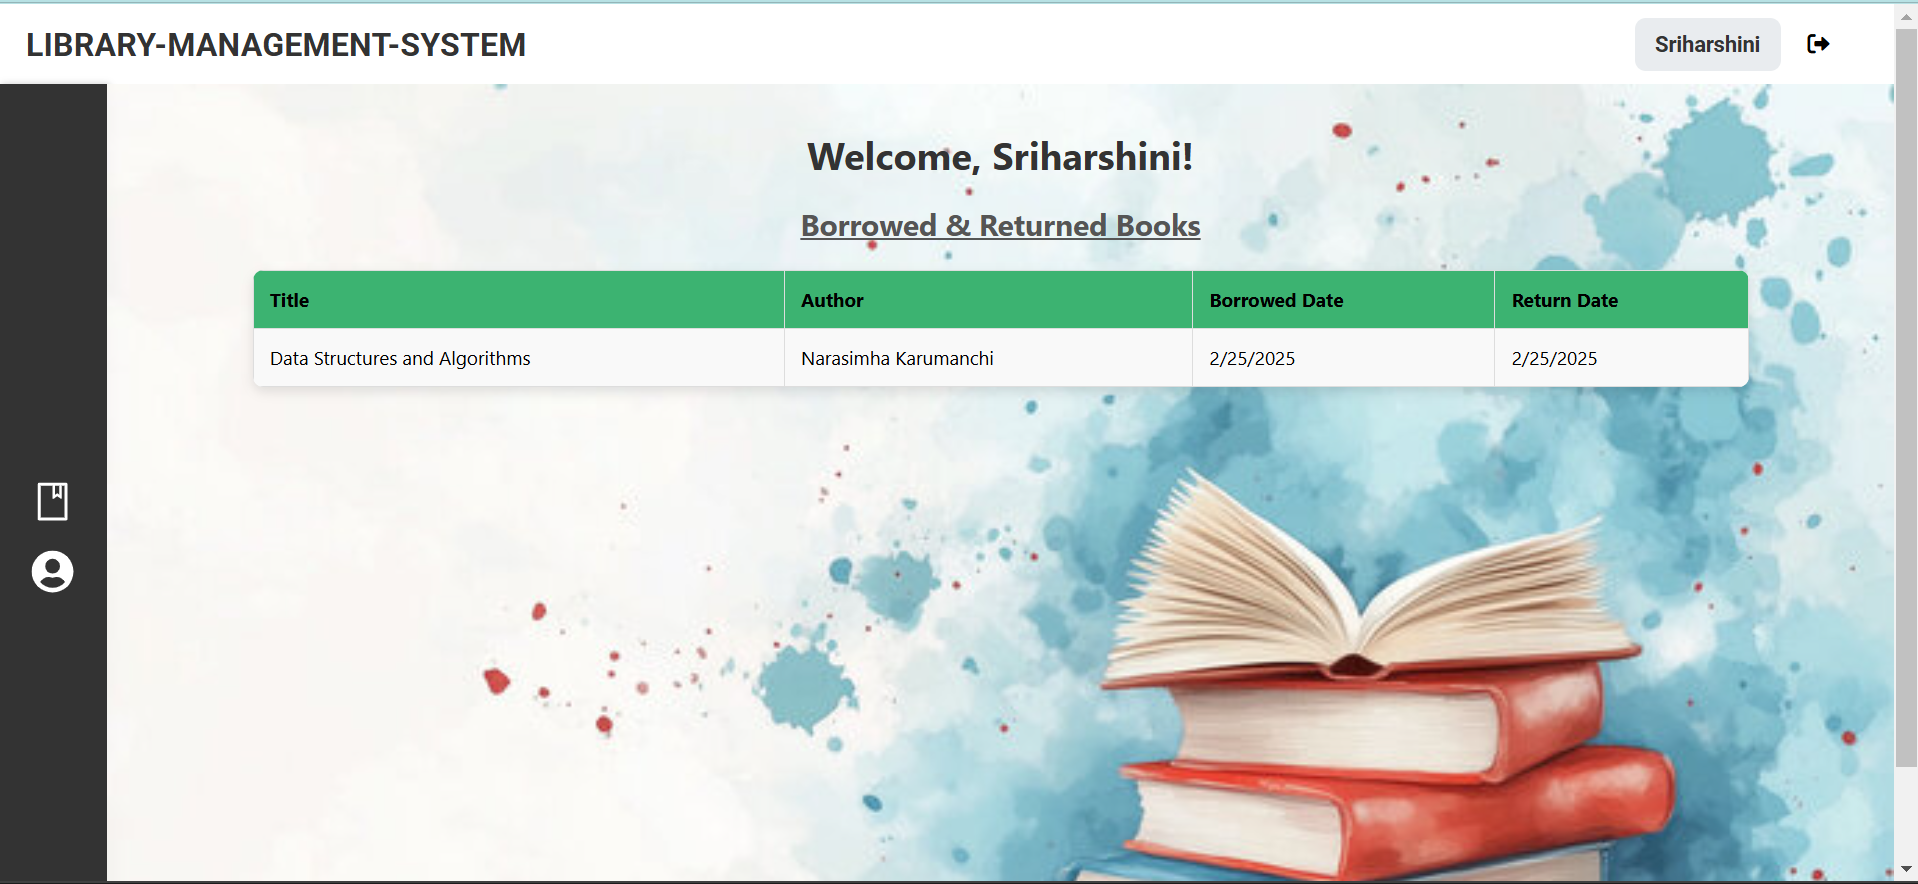 LIBRARY-MANAGEMENT-SYSTEM Sriharshini
Welcome, Sriharshini!
Borrowed & Returned Books
Title Author Borrowed Date Return Date
Data Structures and Algorithms Narasimha Karumanchi 2/25/2025 2/25/2025